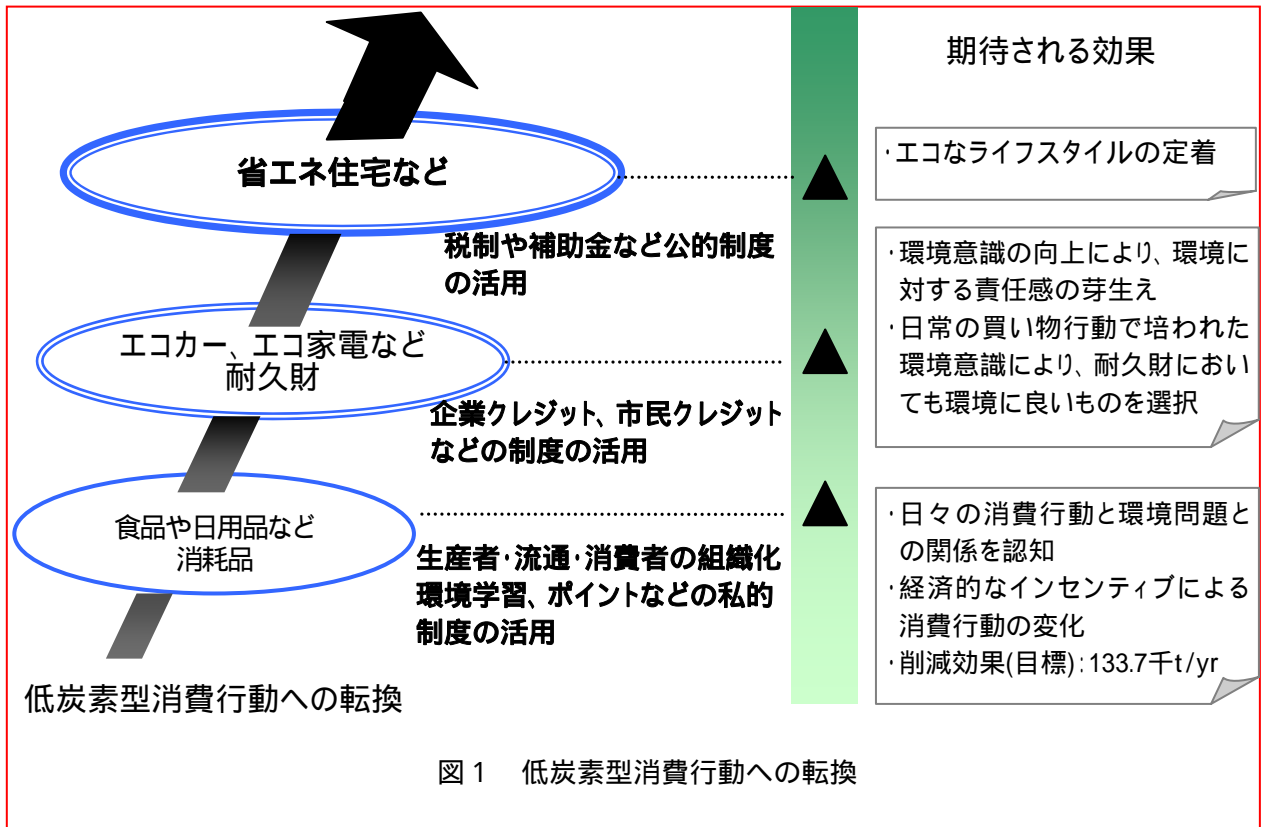 期待される効果
省エネ住宅など
･エコなライフスタイルの定着
税制や補助金など公的制度
の活用
･環境意識の向上により、環境に
対する責任感の芽生え
･日常の買い物行動で培われた
環境意識により、耐久財におい
ても環境に良いものを選択
エコカー、エコ家電など
耐久財
企業クレジット、市民クレジット
などの制度の活用
食品や日用品など
消耗品
生産者･流通･消費者の組織化
環境学習、ポイントなどの私的
制度の活用
･日々の消費行動と環境問題と
の関係を認知
･経済的なインセンティブによる
消費行動の変化
･削減効果(目標):133.7千t/yr
低炭素型消費行動への転換
図1 低炭素型消費行動への転換